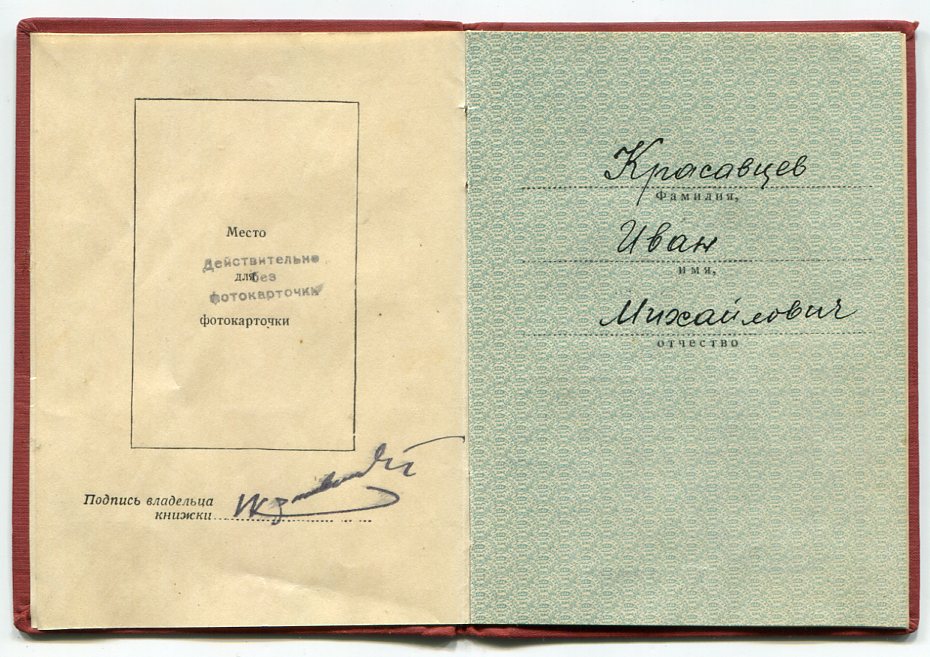 Место
Действительно
для
без
фотокарточки
фотокарточки
Подпись владельца
книжки
Красавцев
Фамилия,
Иван
имя,
Михайлович
отчество